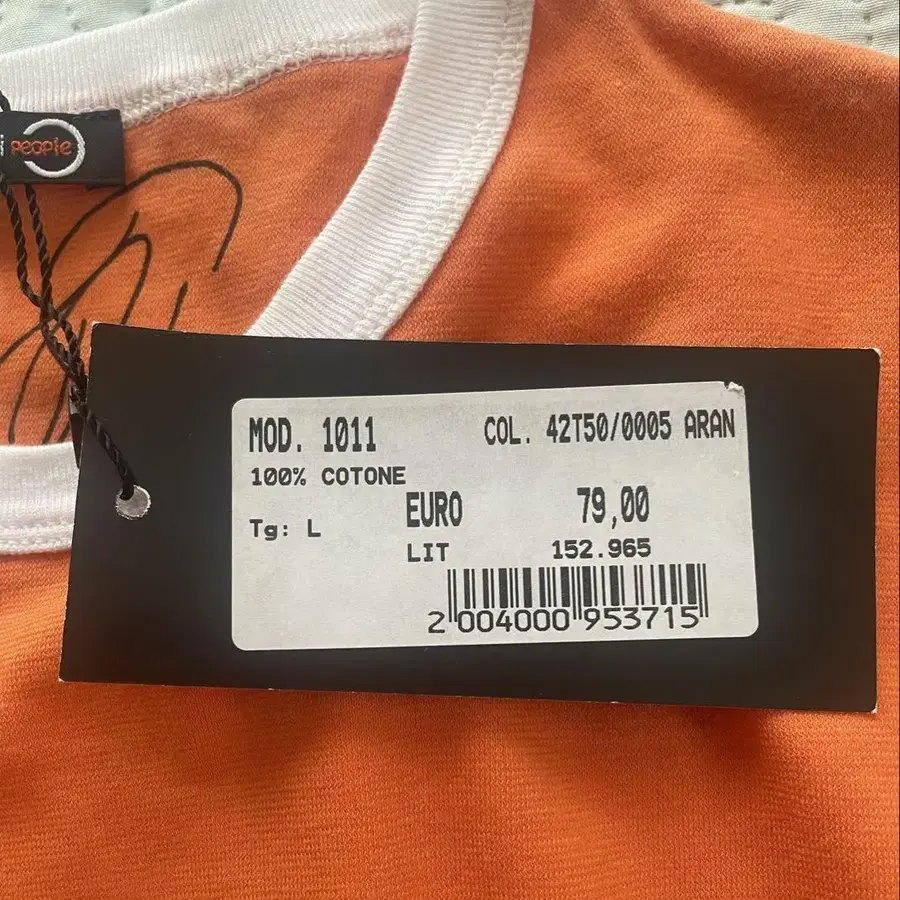 PEOPLE
MOD. 1011 COL. 42T50/0005 ARAN
100% COTONE
EURO 79,00
Tg: L
LIT 152.965
2 004000 953715